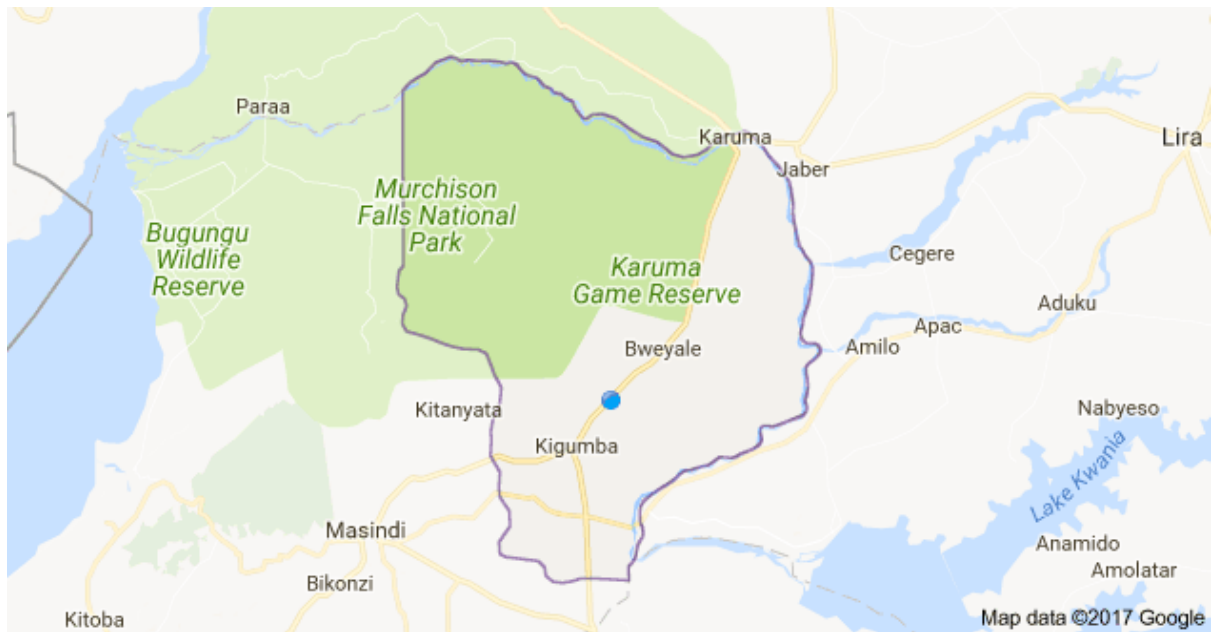 Paraa
Karuma
Lira
Jaber
Murchison
Falls National
Park
Bugungu
Wildlife
Reserve
Karuma
Game Reserve
Cegere
Aduku
Apac
Amilo
Bweyale
Kitanyata
Nabyeso
Kigumba
Lake Kwania
Masindi
Anamido
Amolatar
Bikonzi
Kitoba
Map data ©2017 Google